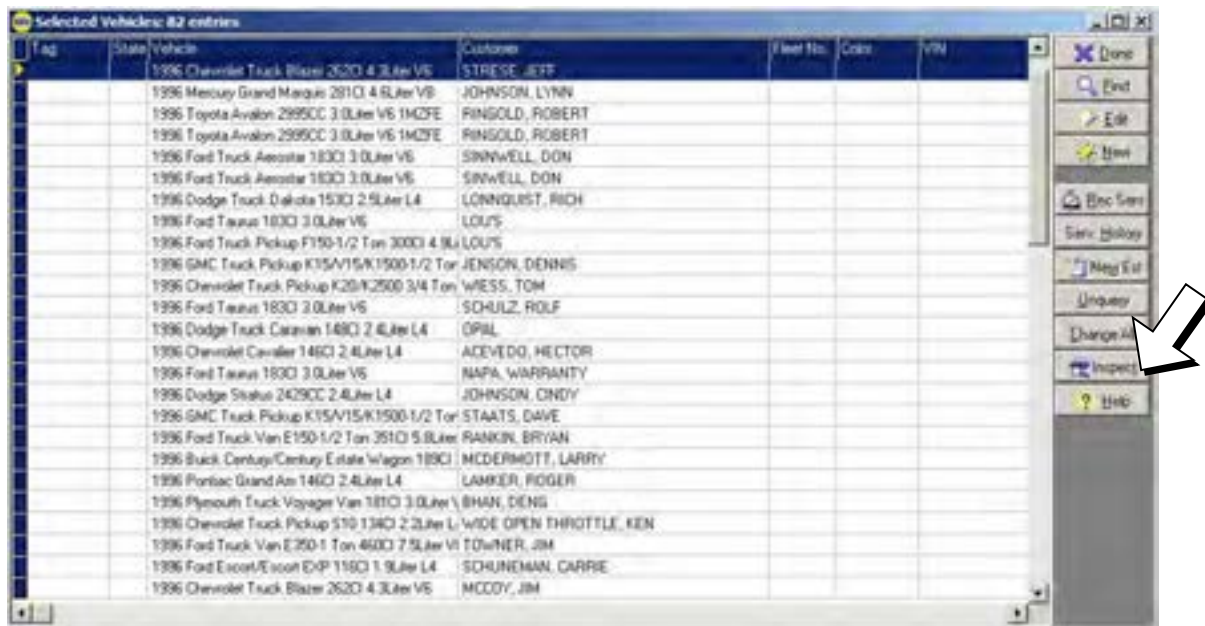 Selected Vehicles: 82 entries
Tag State Vehicle Customer Fleet No. Color VIN
1996 Chevrolet Truck Blazer 262CI 4.3Liter V6 STRESE, JEFF
1996 Mercury Grand Marquis 281CI 4.6Liter V8 JOHNSON, LYNN
1996 Toyota Avalon 2995CC 3.0Liter V6 1MZFE RINGOLD, ROBERT
1996 Toyota Avalon 2995CC 3.0Liter V6 1MZFE RINGOLD, ROBERT
1996 Ford Truck Aerostar 183CI 3.0Liter V6 SINNWELL, DON
1996 Ford Truck Aerostar 183CI 3.0Liter V6 SINWELL, DON
1996 Dodge Truck Dakota 153CI 2.5Liter L4 LONNQUIST, RICH
1996 Ford Taurus 183CI 3.0Liter V6 LOU'S
1996 Ford Truck Pickup F150-1/2 Ton 300CI 4.9Li LOU'S
1996 GMC Truck Pickup K15/V15/K1500-1/2 Ton JENSON, DENNIS
1996 Chevrolet Truck Pickup K20/K2500 3/4 Ton WIESS, TOM
1996 Ford Taurus 183CI 3.0Liter V6 SCHULZ, ROLF
1996 Dodge Truck Caravan 148CI 2.4Liter L4 OPAL
1996 Chevrolet Cavalier 146CI 2.4Liter L4 ACEVEDO, HECTOR
1996 Ford Taurus 183CI 3.0Liter V6 NAPA, WARRANTY
1996 Dodge Stratus 2429CC 2.4Liter L4 JOHNSON, CINDY
1996 GMC Truck Pickup K15/V15/K1500-1/2 Ton STAATS, DAVE
1996 Ford Truck Van E150-1/2 Ton 351CI 5.8Liter RANKIN, BRYAN
1996 Buick Century/Century Estate Wagon 189CI MCDERMOTT, LARRY
1996 Pontiac Grand Am 146CI 2.4Liter L4 LAMKER, ROGER
1996 Plymouth Truck Voyager Van 181CI 3.0Liter V BHAN, DENG
1996 Chevrolet Truck Pickup S10 134CI 2.2Liter L WIDE OPEN THROTTLE, KEN
1996 Ford Truck Van E350-1 Ton 460CI 7.5Liter V TOWNER, JIM
1996 Ford Escort/Escort EXP 116CI 1.9Liter L4 SCHUNEMAN, CARRIE
1996 Chevrolet Truck Blazer 262CI 4.3Liter V6 MCCOY, JIM
Done
Find
Edit
New
Rec Serv
Serv. History
New Est
Unquery
Change
Inspect
Help